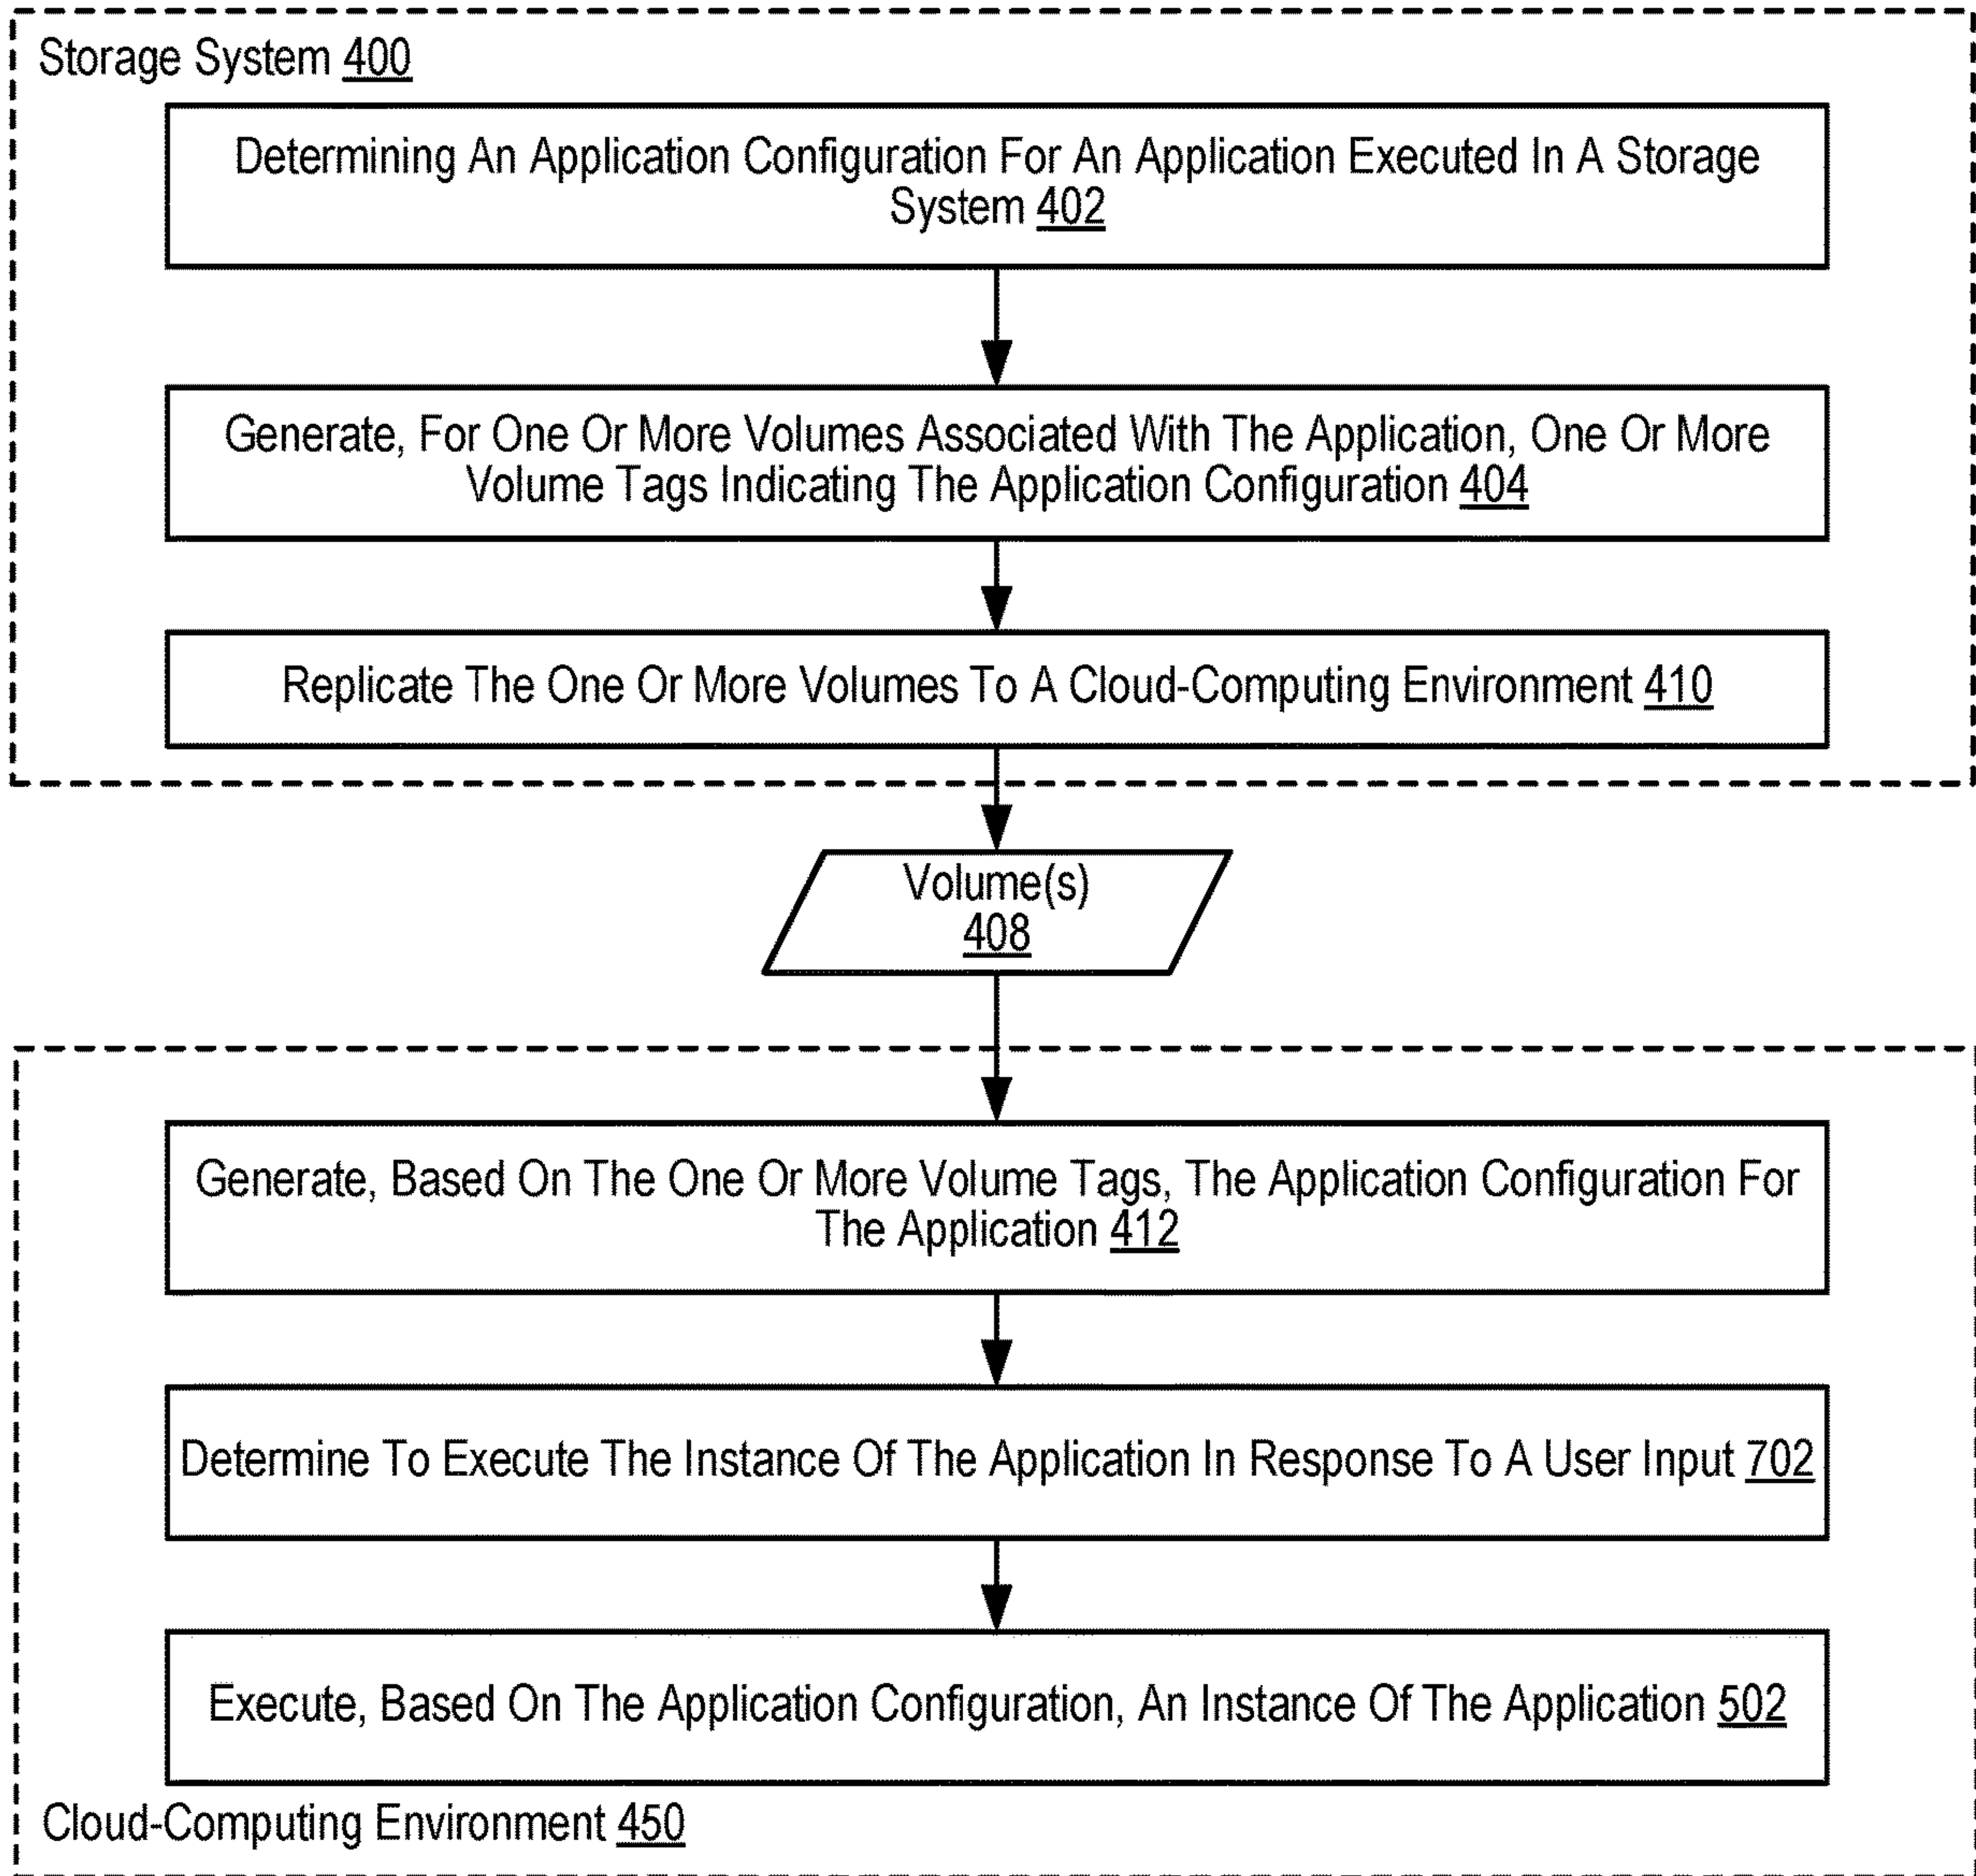 Storage System 400
Determining An Application Configuration For An Application Executed In A Storage
System 402
Generate, For One Or More Volumes Associated With The Application, One Or More
Volume Tags Indicating The Application Configuration 404
Replicate The One Or More Volumes To A Cloud-Computing Environment 410
Volume(s)
408
Generate, Based On The One Or More Volume Tags, The Application Configuration For
The Application 412
Determine To Execute The Instance Of The Application In Response To A User Input 702
Execute, Based On The Application Configuration, An Instance Of The Application 502
Cloud-Computing Environment 450